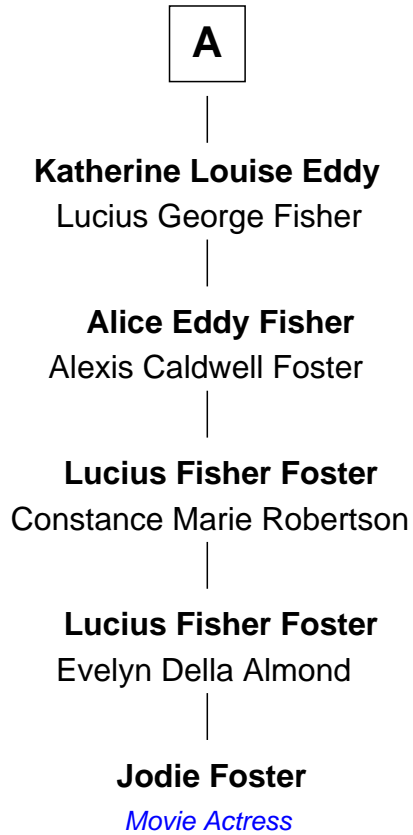 A
Katherine Louise Eddy
Lucius George Fisher
Alice Eddy Fisher
Alexis Caldwell Foster
Lucius Fisher Foster
Constance Marie Robertson
Lucius Fisher Foster
Evelyn Della Almond
Jodie Foster
Movie Actress